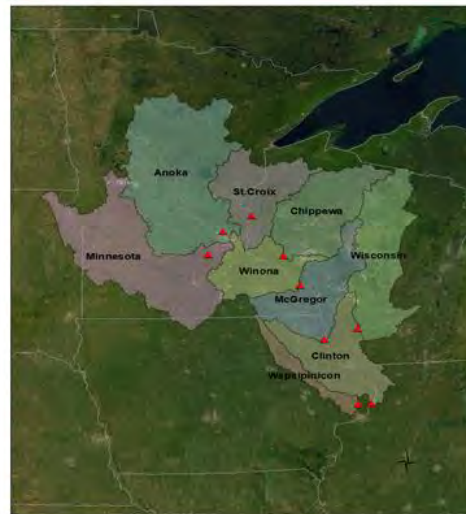 Anoka
St.Croix
Chippewa
Wisconsin
Minnesota
Winona
McGregor
Clinton
Wapsipinicon